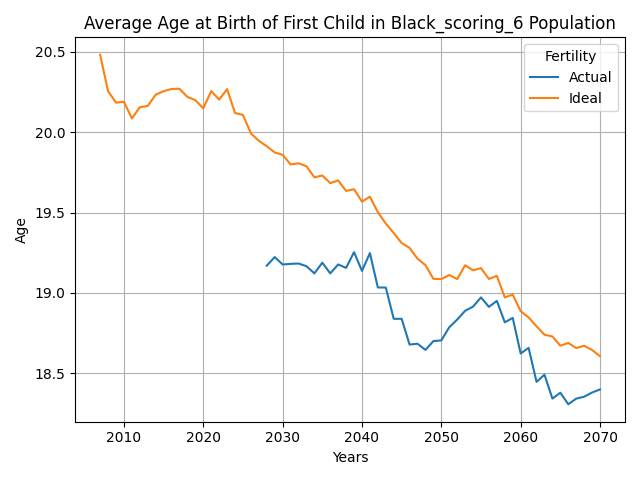 Average Age at Birth of First Child in Black_scoring_6 Population
Fertility
Actual
Ideal
Age
20.5
20.0
19.5
19.0
18.5
2010 2020 2030 2040 2050 2060 2070
Years